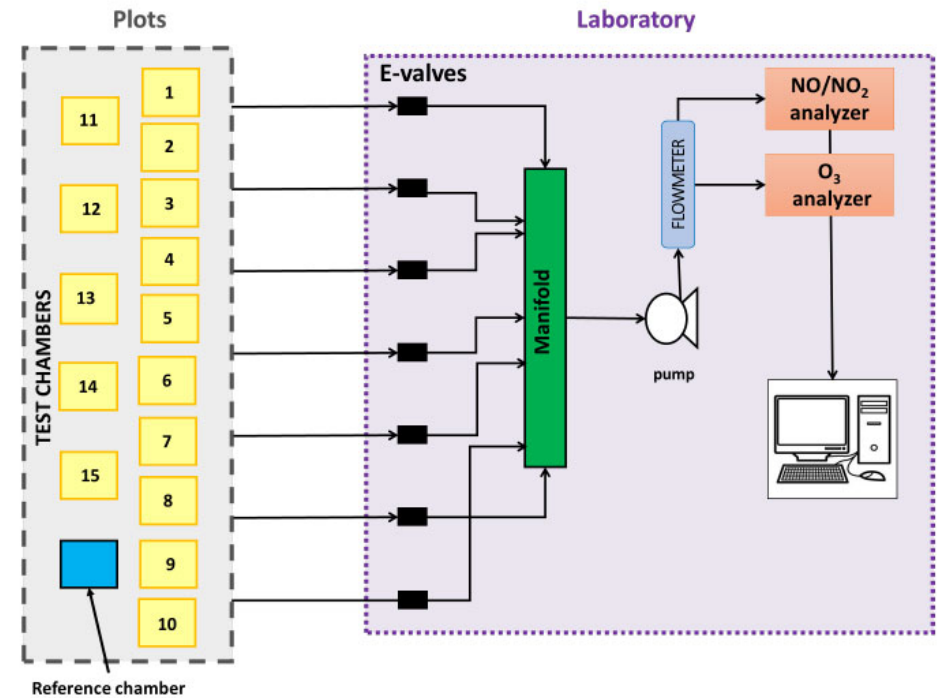 Plots
Laboratory
TEST CHAMBERS
1
2
3
4
5
6
7
8
9
10
11
12
13
14
15
Reference chamber
E-valves
Manifold
pump
FLOWMETER
NO/NO₂
analyzer
O₃
analyzer